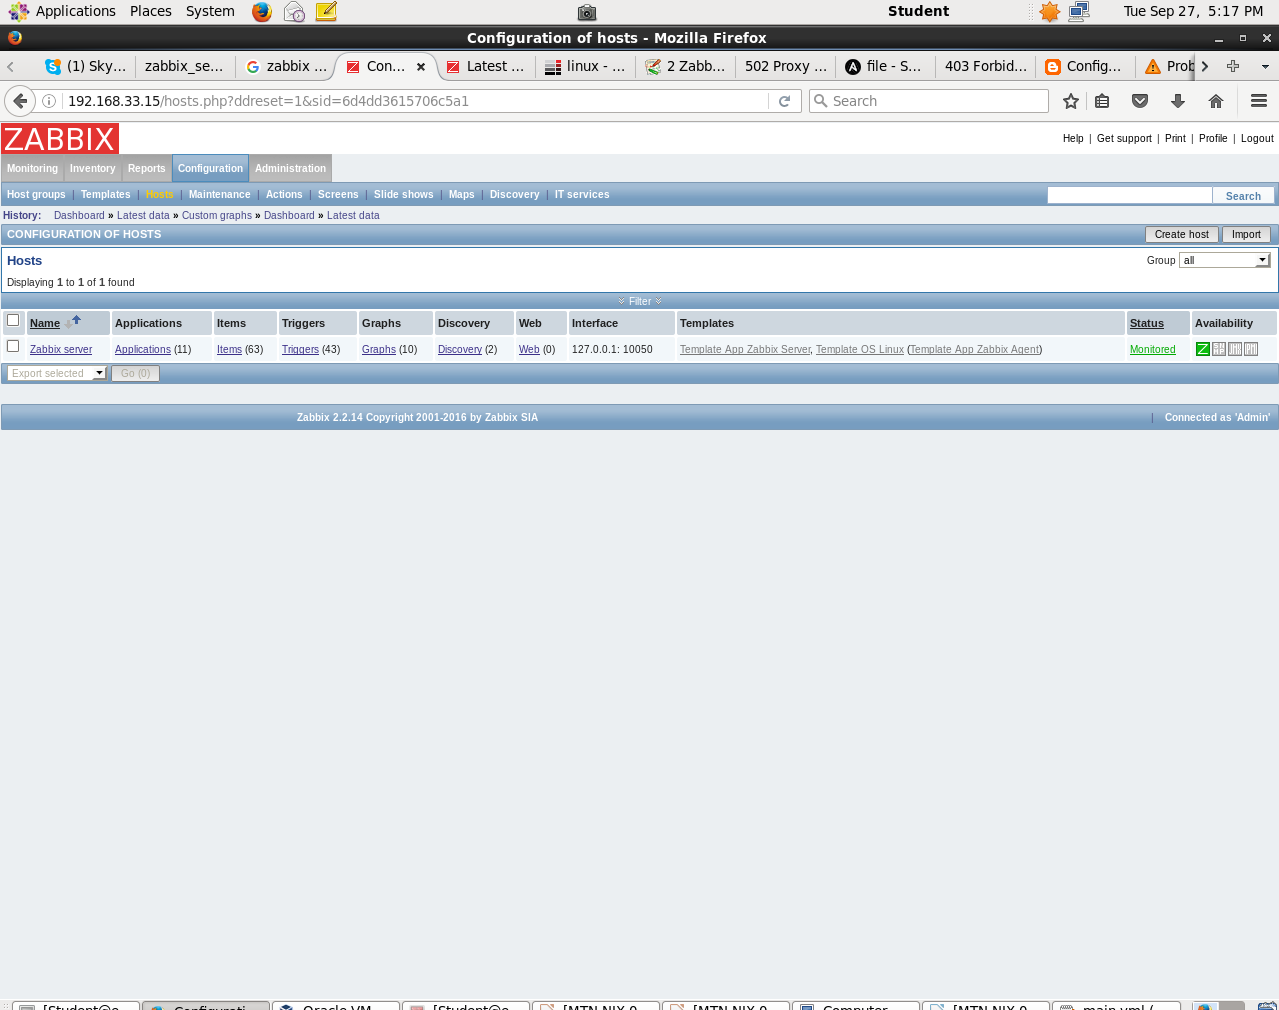 Applications Places System Student Tue Sep 27, 5:17 PM
Configuration of hosts - Mozilla Firefox
(1) Sky... zabbix_se... zabbix ... Con... Latest ... linux - ... 2 Zabb... 502 Proxy ... file - S... 403 Forbid... Config... Prob
192.168.33.15/hosts.php?ddreset=1&sid=6d4dd3615706c5a1 Search
ZABBIX Help | Get support | Print | Profile | Logout
Monitoring Inventory Reports Configuration Administration
Host groups | Templates | Hosts | Maintenance | Actions | Screens | Slide shows | Maps | Discovery | IT services Search
History: Dashboard » Latest data » Custom graphs » Dashboard » Latest data
CONFIGURATION OF HOSTS Create host Import
Hosts Group all
Displaying 1 to 1 of 1 found
Filter
Name Applications Items Triggers Graphs Discovery Web Interface Templates Status Availability
Zabbix server Applications (11) Items (63) Triggers (43) Graphs (10) Discovery (2) Web (0) 127.0.0.1: 10050 Template App Zabbix Server, Template OS Linux (Template App Zabbix Agent) Monitored Z
Export selected Go (0)
Zabbix 2.2.14 Copyright 2001-2016 by Zabbix SIA | Connected as 'Admin'
[Student@e... Configurati... Oracle VM ... [Student@e... [MTN NIX 0... [MTN NIX 0... Computer [MTN NIX 0... main.yml (...